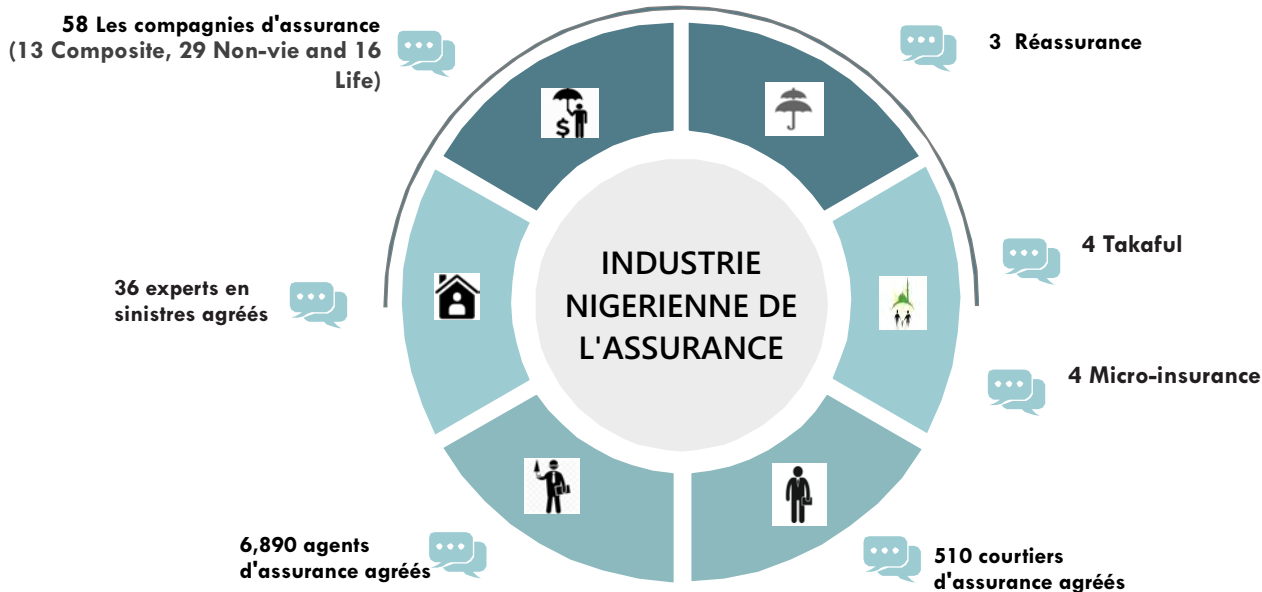 58 Les compagnies d'assurance
(13 Composite, 29 Non-vie and 16
Life)
3 Réassurance
INDUSTRIE
NIGERIENNE DE
L'ASSURANCE
4 Takaful
36 experts en
sinistres agréés
4 Micro-insurance
6,890 agents
d'assurance agréés
510 courtiers
d'assurance agréés
$